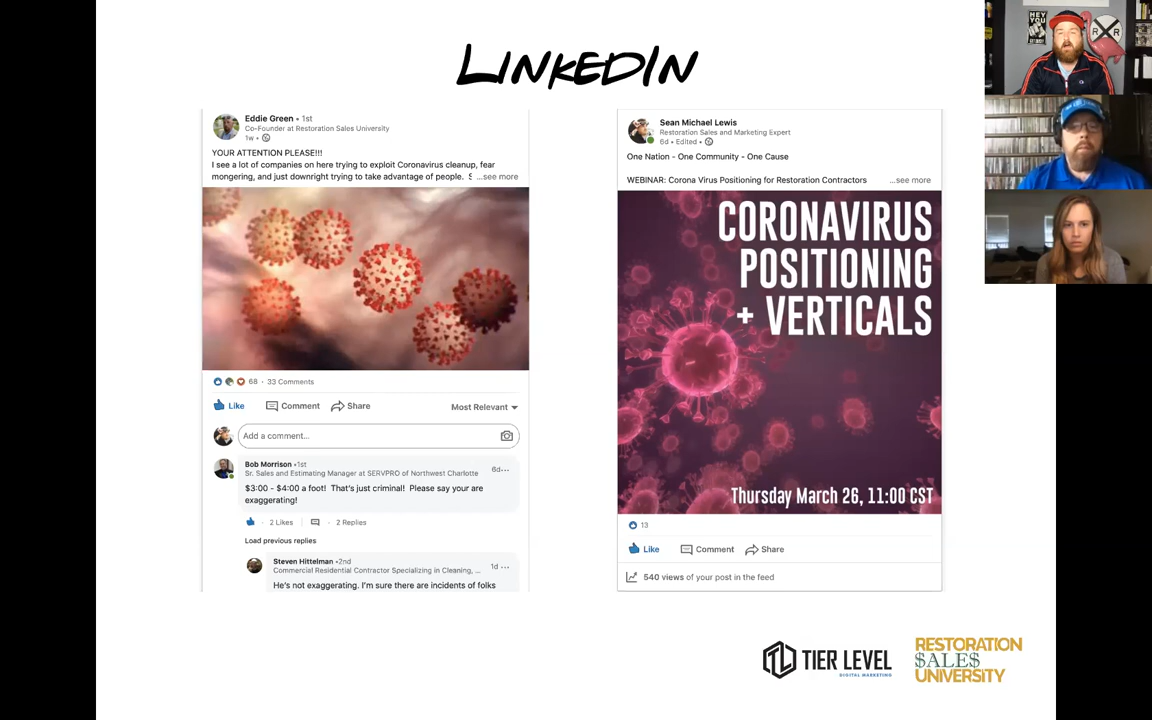 LINKEDIN
Eddie Green • 1st
Co-Founder at Restoration Sales University
1w •
YOUR ATTENTION PLEASE!!!
I see a lot of companies on here trying to exploit Coronavirus cleanup, fear
mongering, and just downright trying to take advantage of people. S ...see more
68 · 33 Comments
Like Comment Share Most Relevant
Add a comment...
Bob Morrison •1st
6d...
Sr. Sales and Estimating Manager at SERVPRO of Northwest Charlotte
$3:00 - $4:00 a foot! That's just criminal! Please say your are
exaggerating!
2 Likes 2 Replies
Load previous replies
Steven Hittelman •2nd
1d ...
Commercial Residential Contractor Specializing in Cleaning, ...
He's not exaggerating. I'm sure there are incidents of folks
Sean Michael Lewis
Restoration Sales and Marketing Expert
6d • Edited •
One Nation - One Community - One Cause
WEBINAR: Corona Virus Positioning for Restoration Contractors ...see more
CORONAVIRUS
POSITIONING
+ VERTICALS
Thursday March 26, 11:00 CST
13
Like Comment Share
540 views of your post in the feed
TL TIER LEVEL
DIGITAL MARKETING
RESTORATION
$ALE$
UNIVERSITY
HEY
YOU
R R